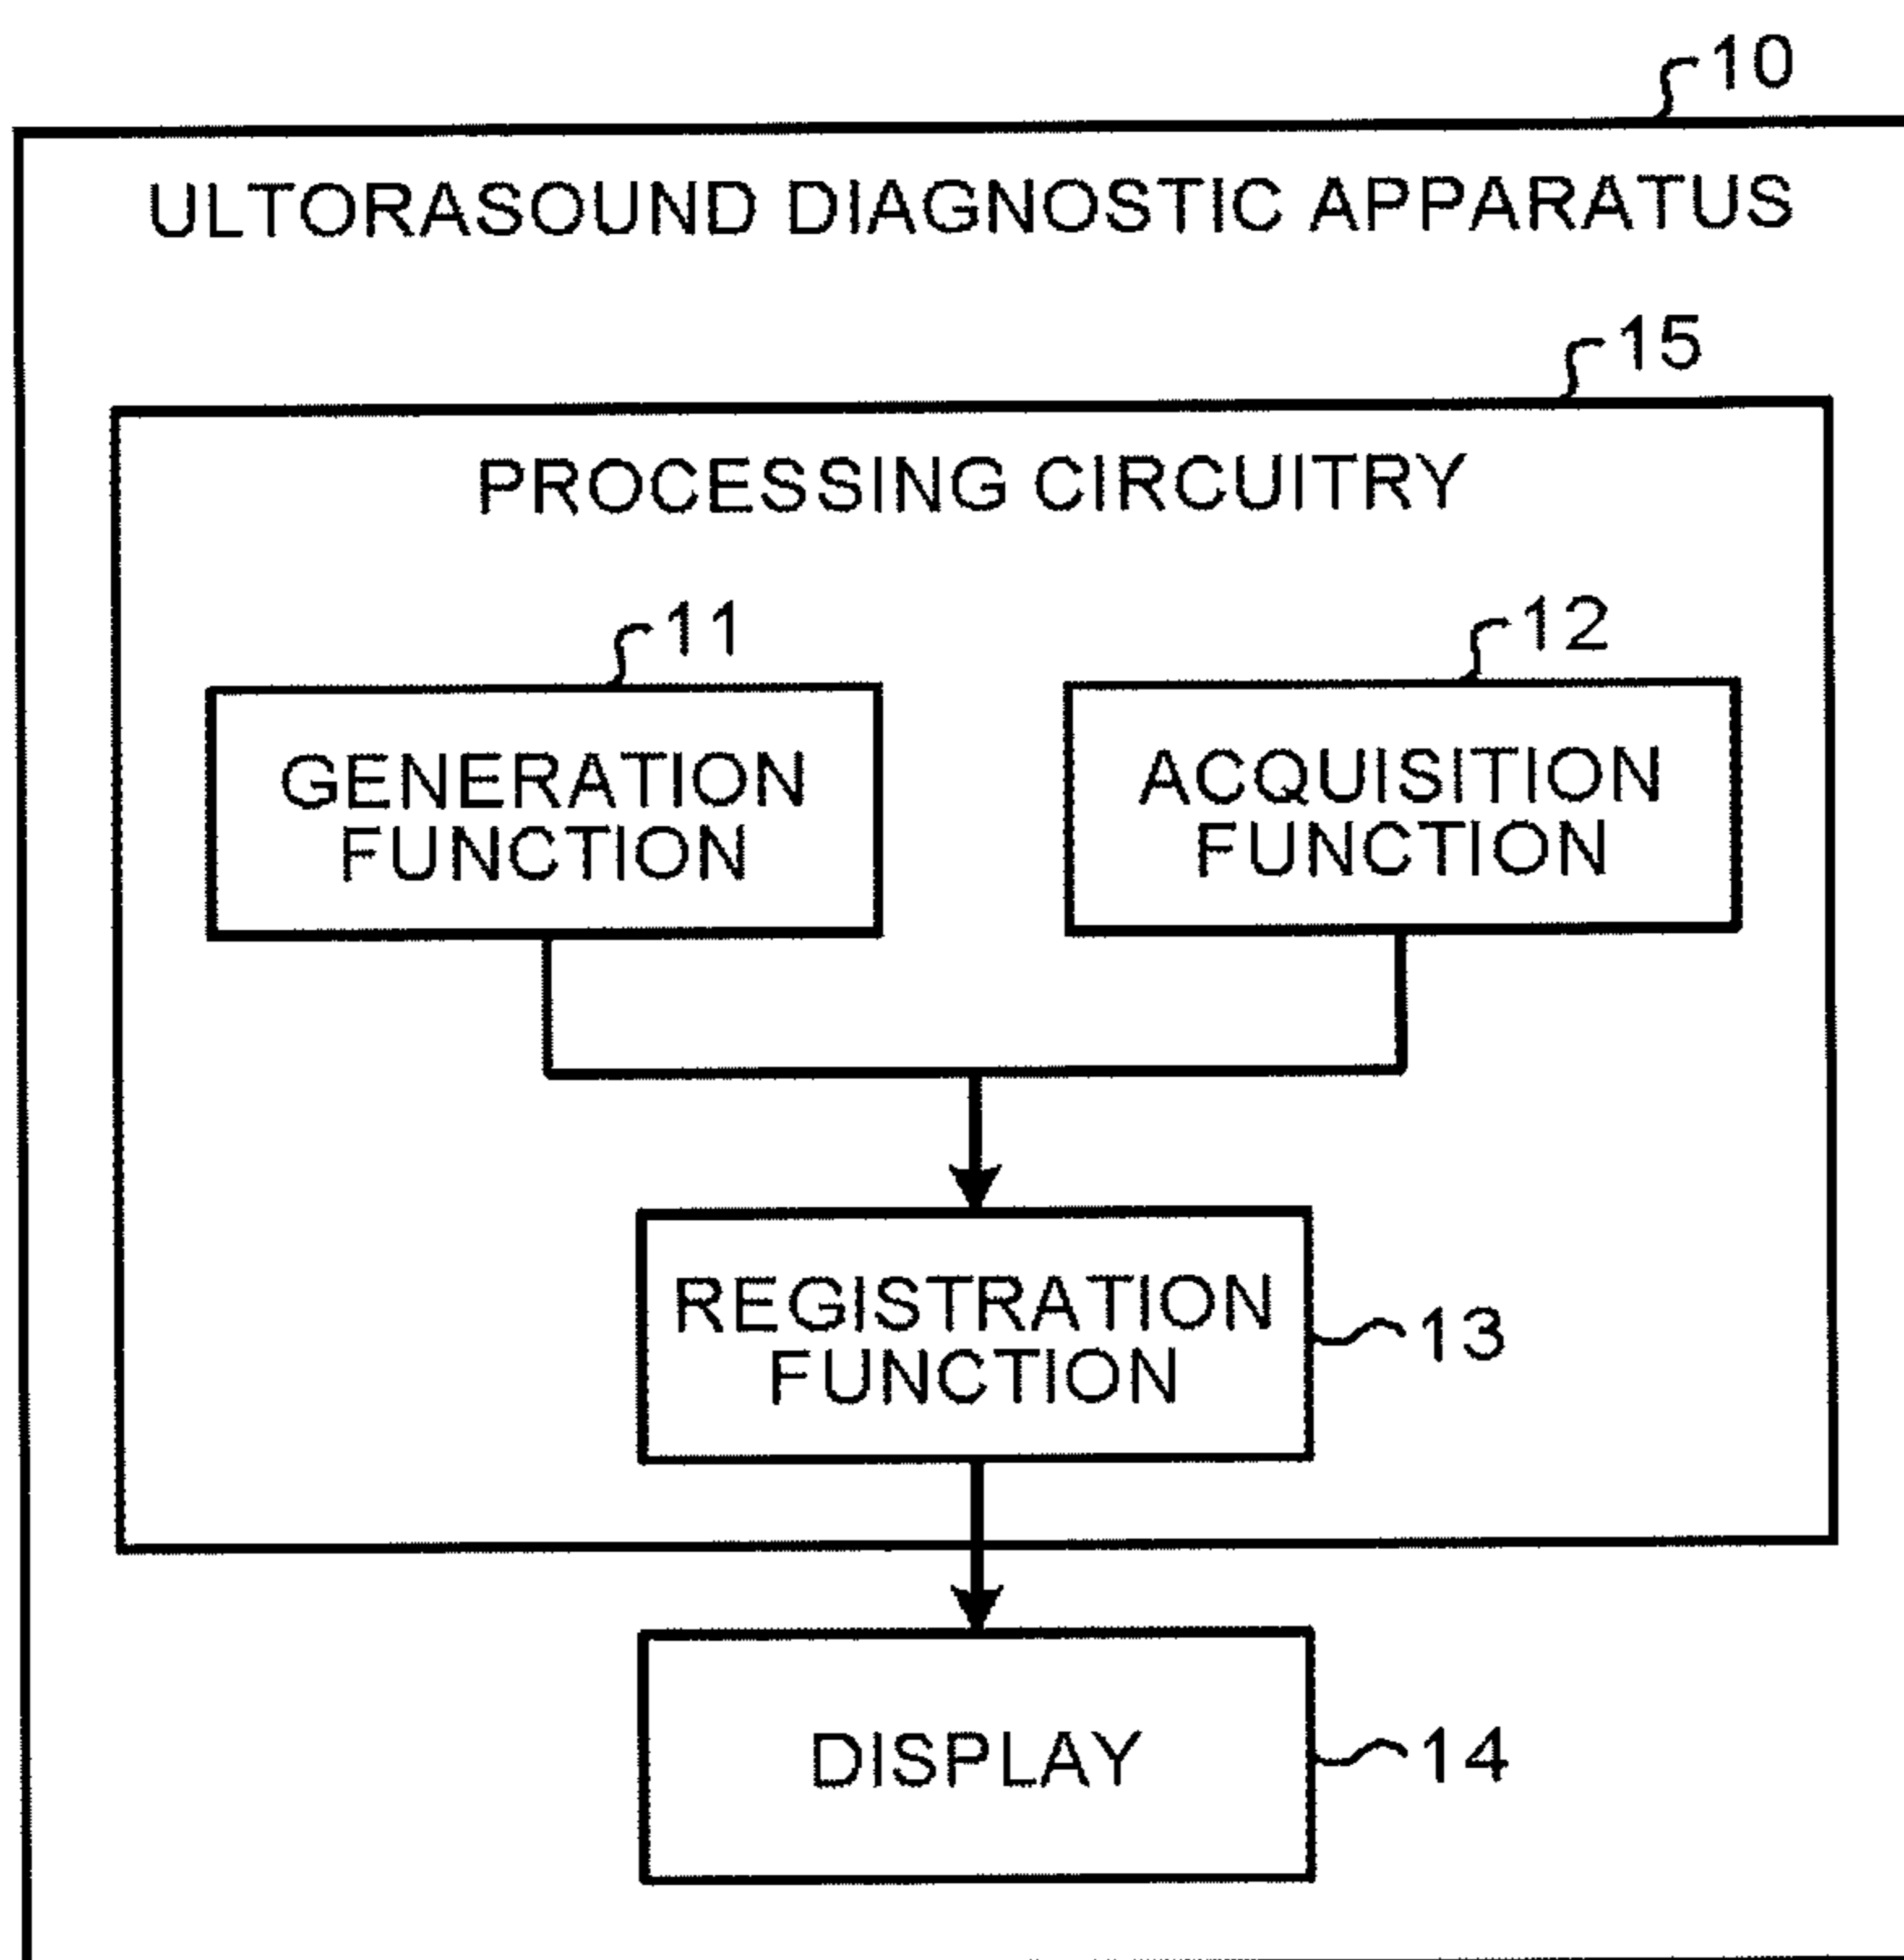 10
ULTORASOUND DIAGNOSTIC APPARATUS
15
PROCESSING CIRCUITRY
11
12
GENERATION
FUNCTION
ACQUISITION
FUNCTION
REGISTRATION
FUNCTION
13
DISPLAY
14